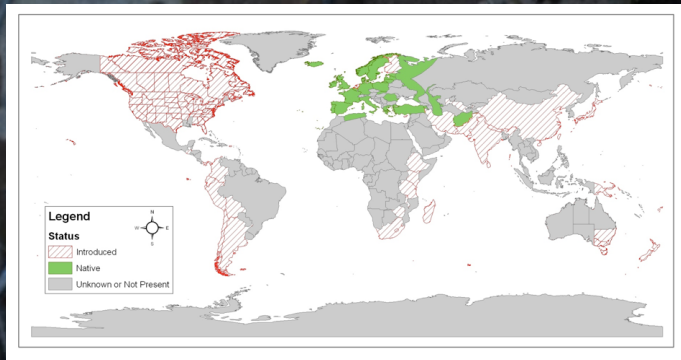 Legend
N
W E
S
Status
Introduced
Native
Unknown or Not Present